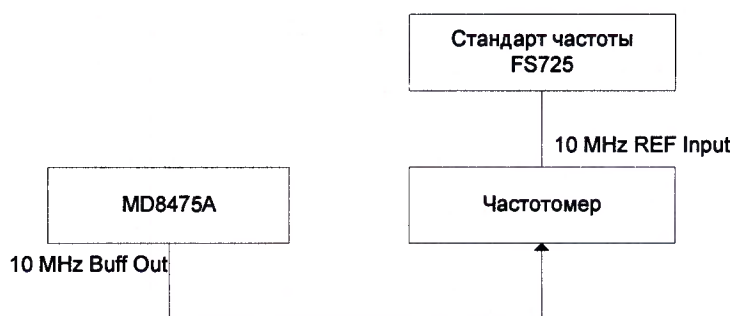 Стандарт частоты
FS725
10 MHz REF Input
MD8475A
Частотомер
10 MHz Buff Out